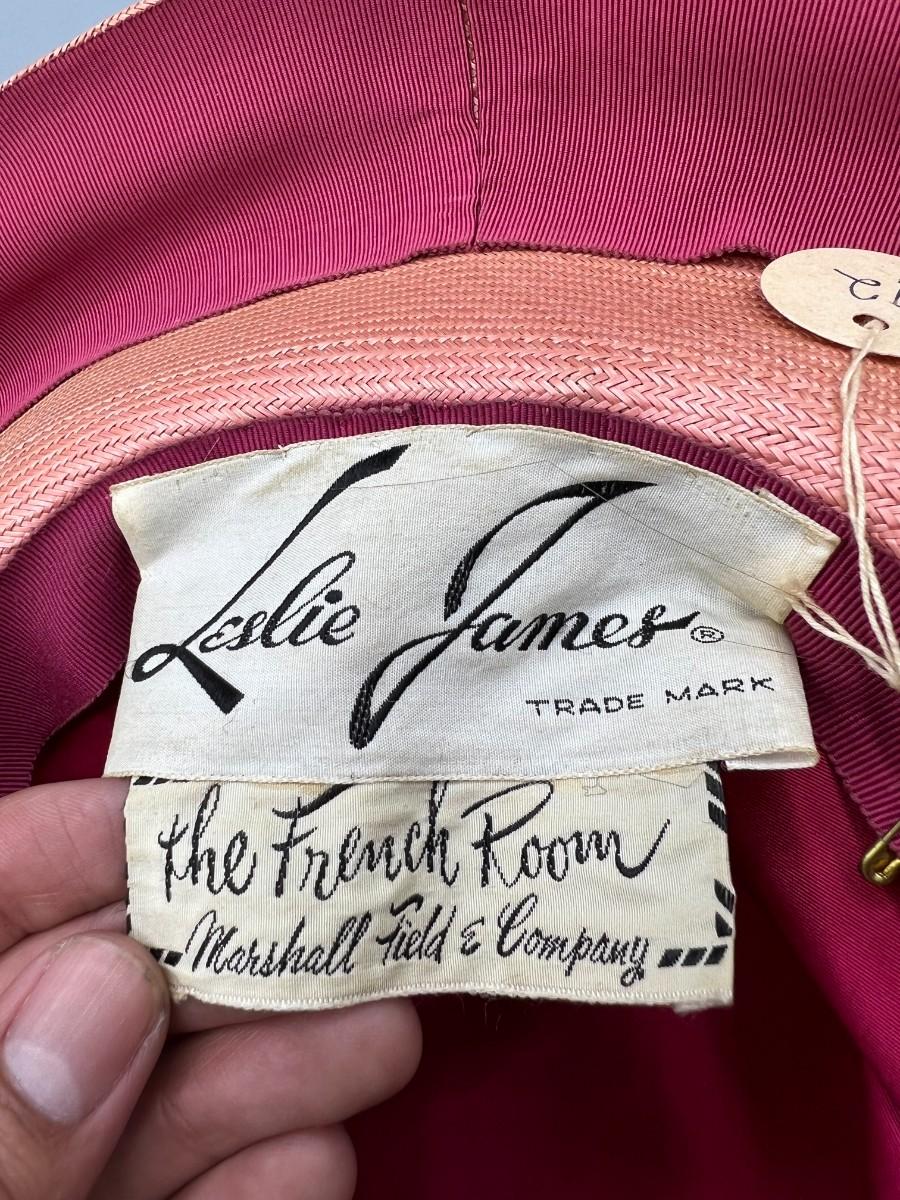 Leslie James®
TRADE MARK
The French Room
Marshall Field & Company